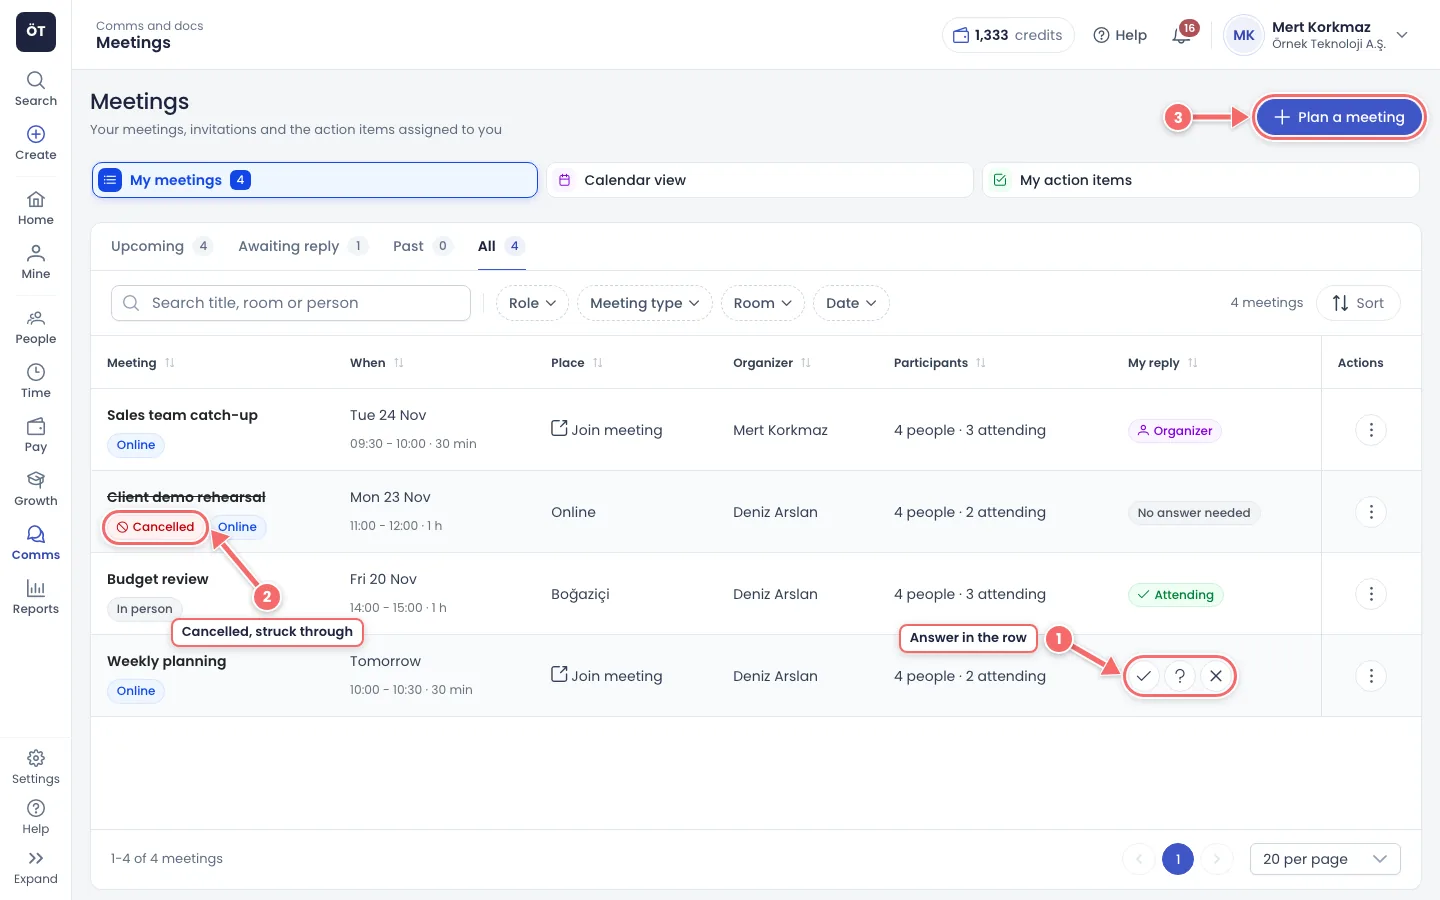 ÖT
Search
Create
Home
Mine
People
Time
Pay
Growth
Comms
Reports
Settings
Help
Expand
Comms and docs
Meetings
1,333 credits
Help
16
MK
Mert Korkmaz
Örnek Teknoloji A.Ş.
Meetings
Your meetings, invitations and the action items assigned to you
3
Plan a meeting
My meetings 4
Calendar view
My action items
Upcoming 4
Awaiting reply 1
Past 0
All 4
Search title, room or person
Role
Meeting type
Room
Date
4 meetings
Sort
Meeting When Place Organizer Participants My reply Actions
Sales team catch-up
Online
Tue 24 Nov
09:30 - 10:00 · 30 min
Join meeting
Mert Korkmaz
4 people · 3 attending
Organizer
Client demo rehearsal
Cancelled
Online
Mon 23 Nov
11:00 - 12:00 · 1 h
Online
Deniz Arslan
4 people · 2 attending
No answer needed
2
Cancelled, struck through
Budget review
In person
Fri 20 Nov
14:00 - 15:00 · 1 h
Boğaziçi
Deniz Arslan
4 people · 3 attending
Attending
Answer in the row
1
Weekly planning
Online
Tomorrow
10:00 - 10:30 · 30 min
Join meeting
Deniz Arslan
4 people · 2 attending
?
1-4 of 4 meetings
1
20 per page